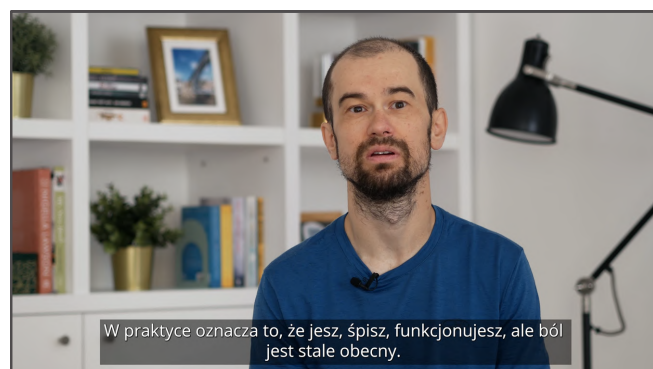 W praktyce oznacza to, że jesz, śpisz, funkcjonujesz, ale ból
jest stale obecny.